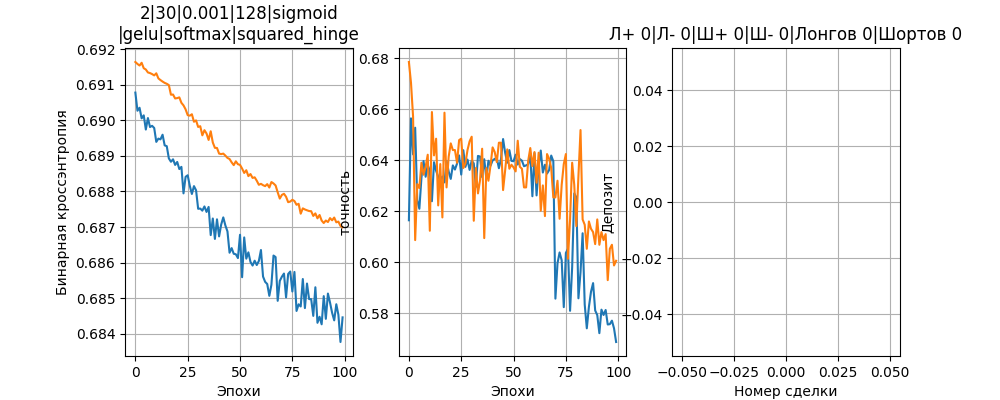 2|30|0.001|128|sigmoid
|gelu|softmax|squared_hinge
Л+ 0|Л- 0|Ш+ 0|Ш- 0|Лонгов 0|Шортов 0
Бинарная кроссэнтропия
0.692
0.691
0.690
0.689
0.688
0.687
0.686
0.685
0.684
0 25 50 75 100
Эпохи
точность
0.68
0.66
0.64
0.62
0.60
0.58
0 25 50 75 100
Эпохи
Депозит
0.04
0.02
0.00
−0.02
−0.04
−0.050 −0.025 0.000 0.025 0.050
Номер сделки